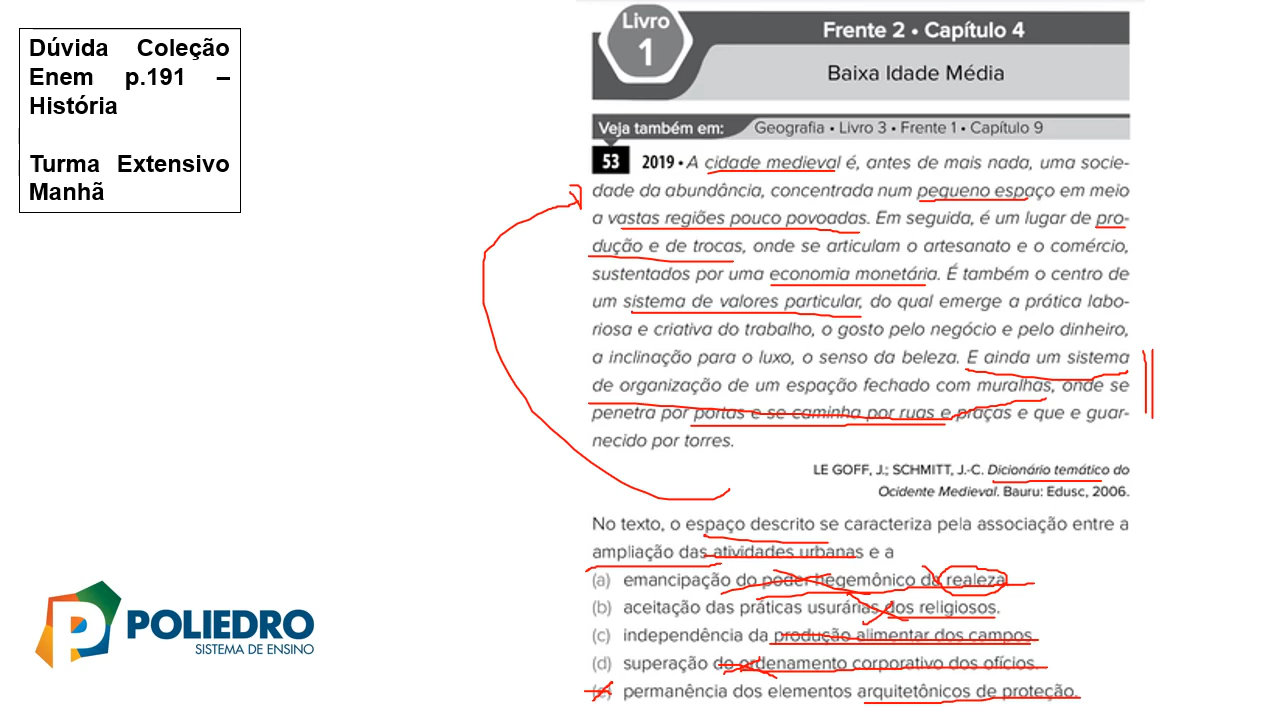 Dúvida Coleção
Enem p.191 –
História
Turma Extensivo
Manhã
Livro
1
Frente 2 • Capítulo 4
Baixa Idade Média
Veja também em: Geografia • Livro 3 • Frente 1 • Capítulo 9
53 2019 • A cidade medieval é, antes de mais nada, uma socie-
dade da abundância, concentrada num pequeno espaço em meio
a vastas regiões pouco povoadas. Em seguida, é um lugar de pro-
dução e de trocas, onde se articulam o artesanato e o comércio,
sustentados por uma economia monetária. É também o centro de
um sistema de valores particular, do qual emerge a prática labo-
riosa e criativa do trabalho, o gosto pelo negócio e pelo dinheiro,
a inclinação para o luxo, o senso da beleza. E ainda um sistema
de organização de um espação fechado com muralhas, onde se
penetra por portas e se caminha por ruas e praças e que e guar-
necido por torres.
LE GOFF, J.; SCHMITT, J.-C. Dicionário temático do
Ocidente Medieval. Bauru: Edusc, 2006.
No texto, o espaço descrito se caracteriza pela associação entre a
ampliação das atividades urbanas e a
(a) emancipação do poder hegemônico da realeza.
(b) aceitação das práticas usurárias dos religiosos.
(c) independência da produção alimentar dos campos.
(d) superação do ordenamento corporativo dos ofícios.
(e) permanência dos elementos arquitetônicos de proteção.
POLIEDRO
SISTEMA DE ENSINO